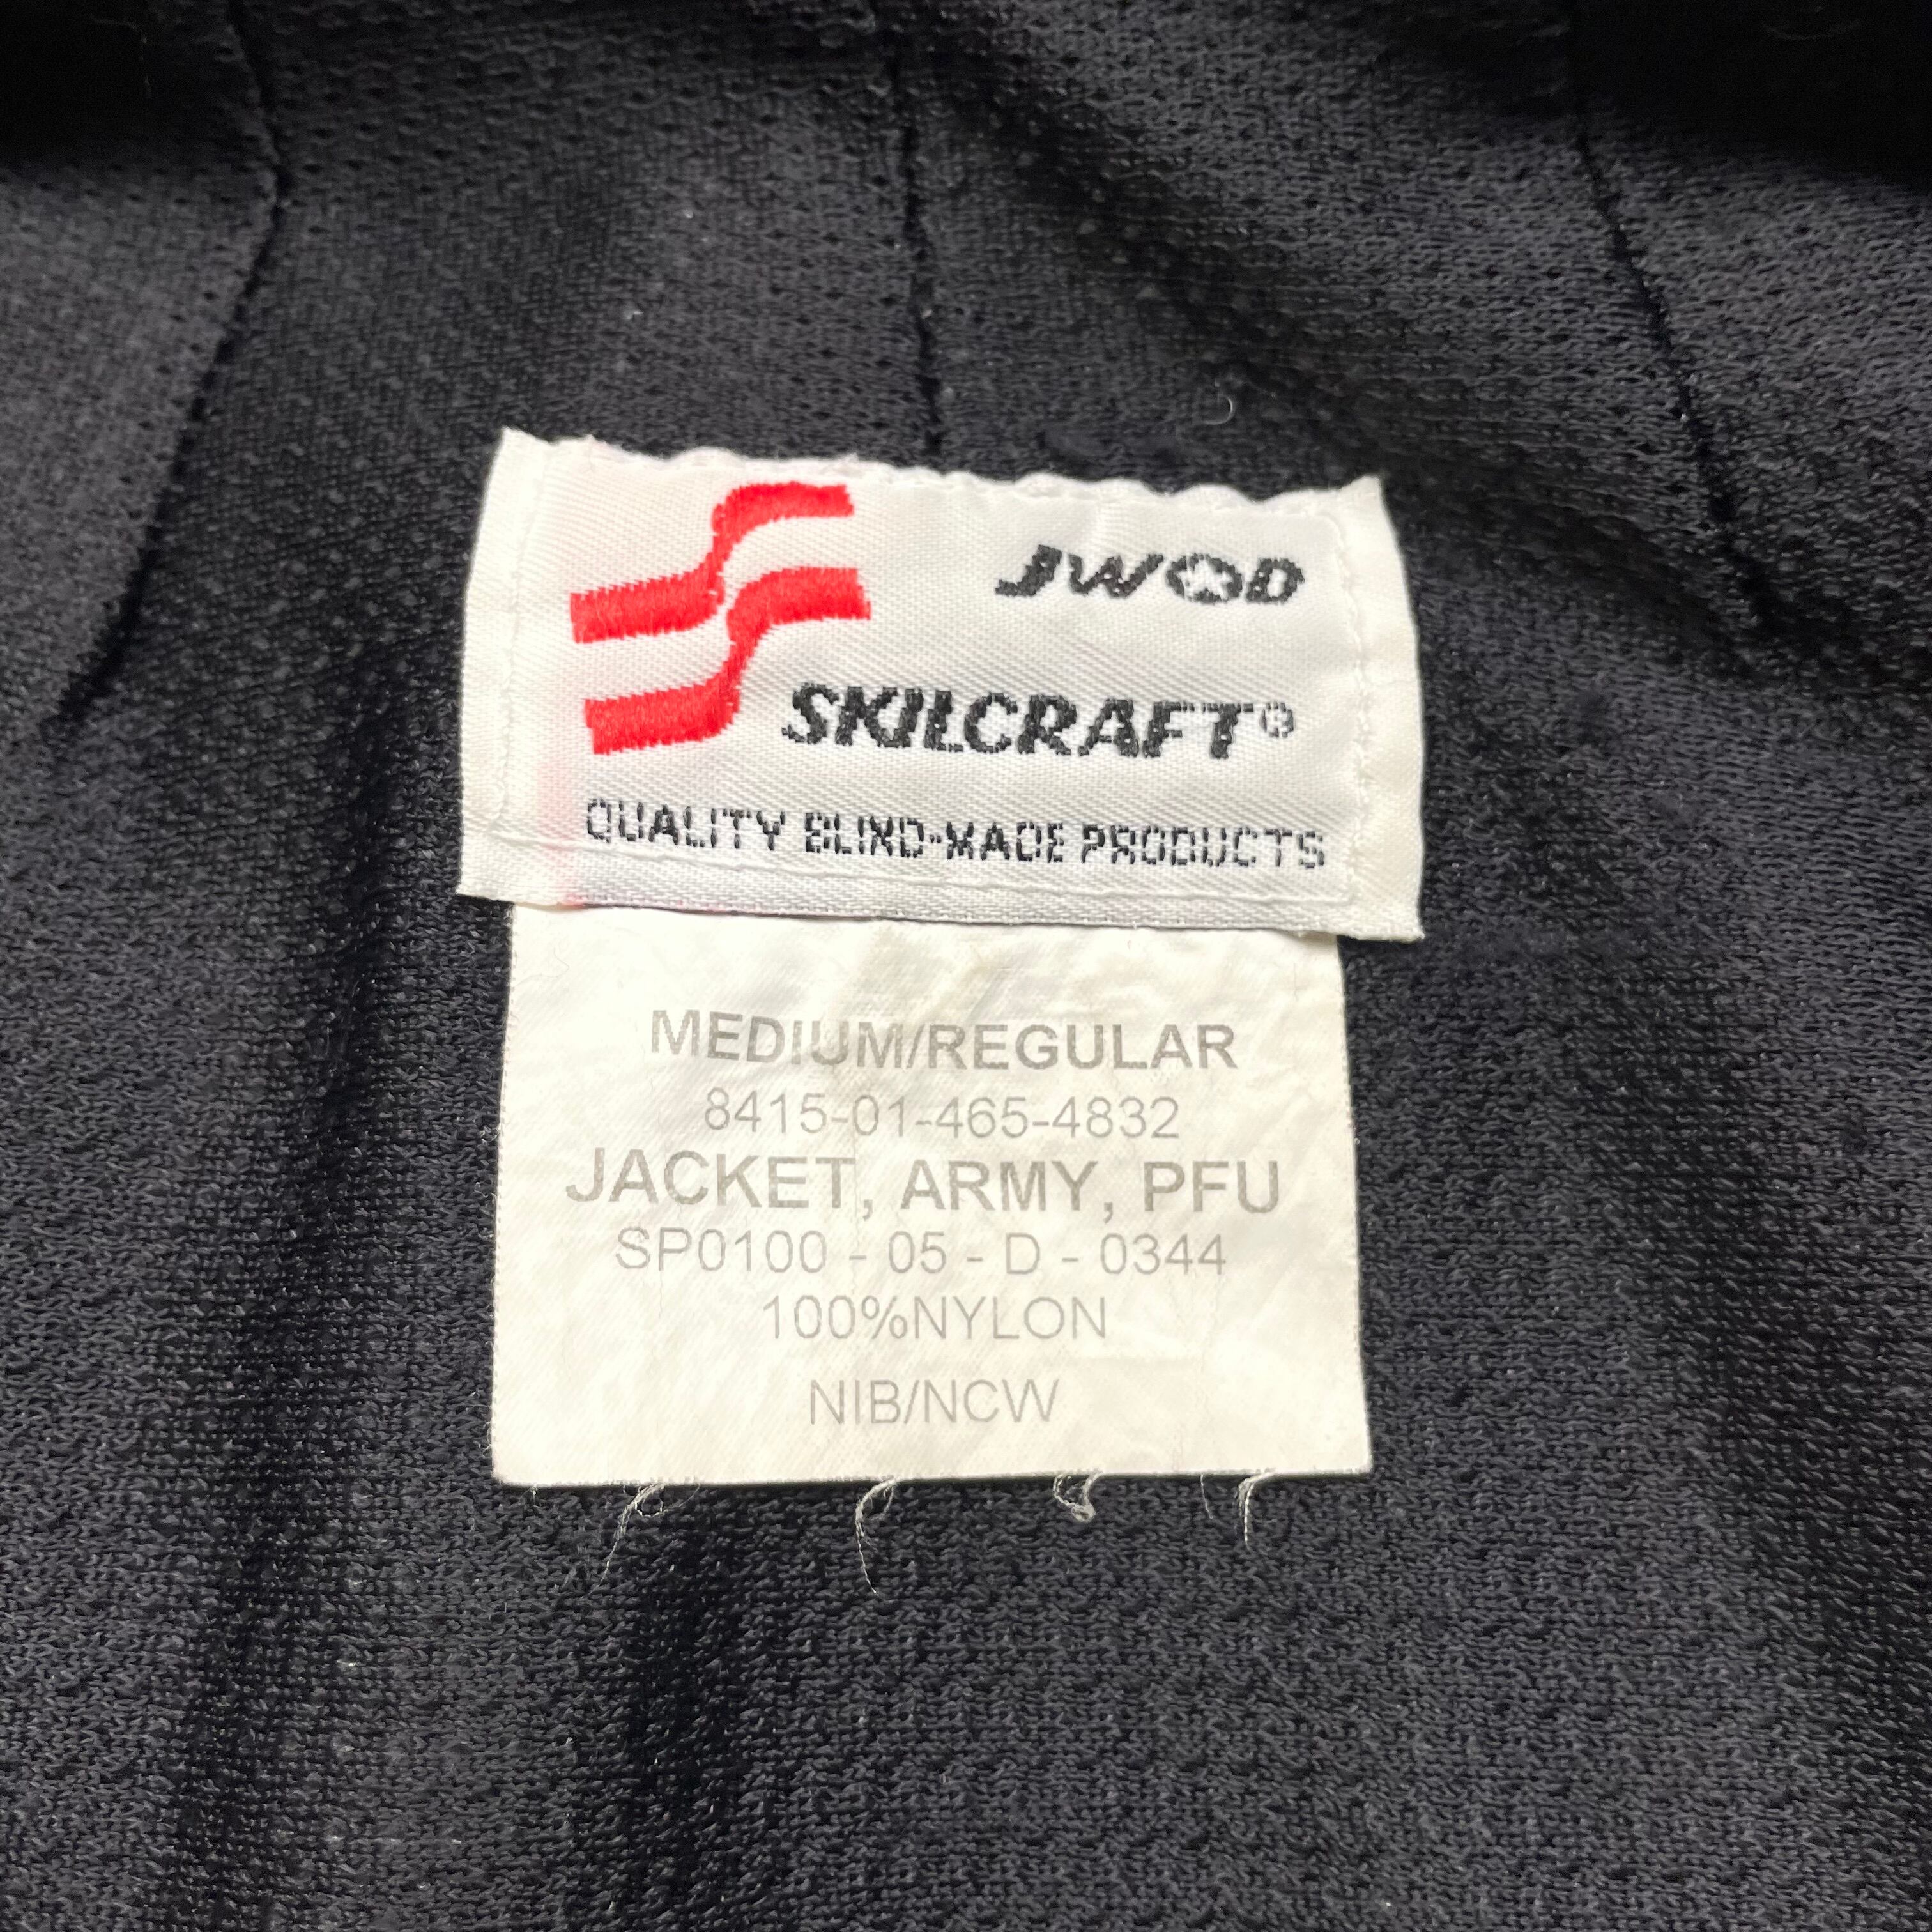 JWOD
SKILCRAFT®
QUALITY BLIND-MADE PRODUCTS
MEDIUM/REGULAR
8415-01-465-4832
JACKET, ARMY, PFU
SP0100 - 05 - D - 0344
100%NYLON
NIB/NCW